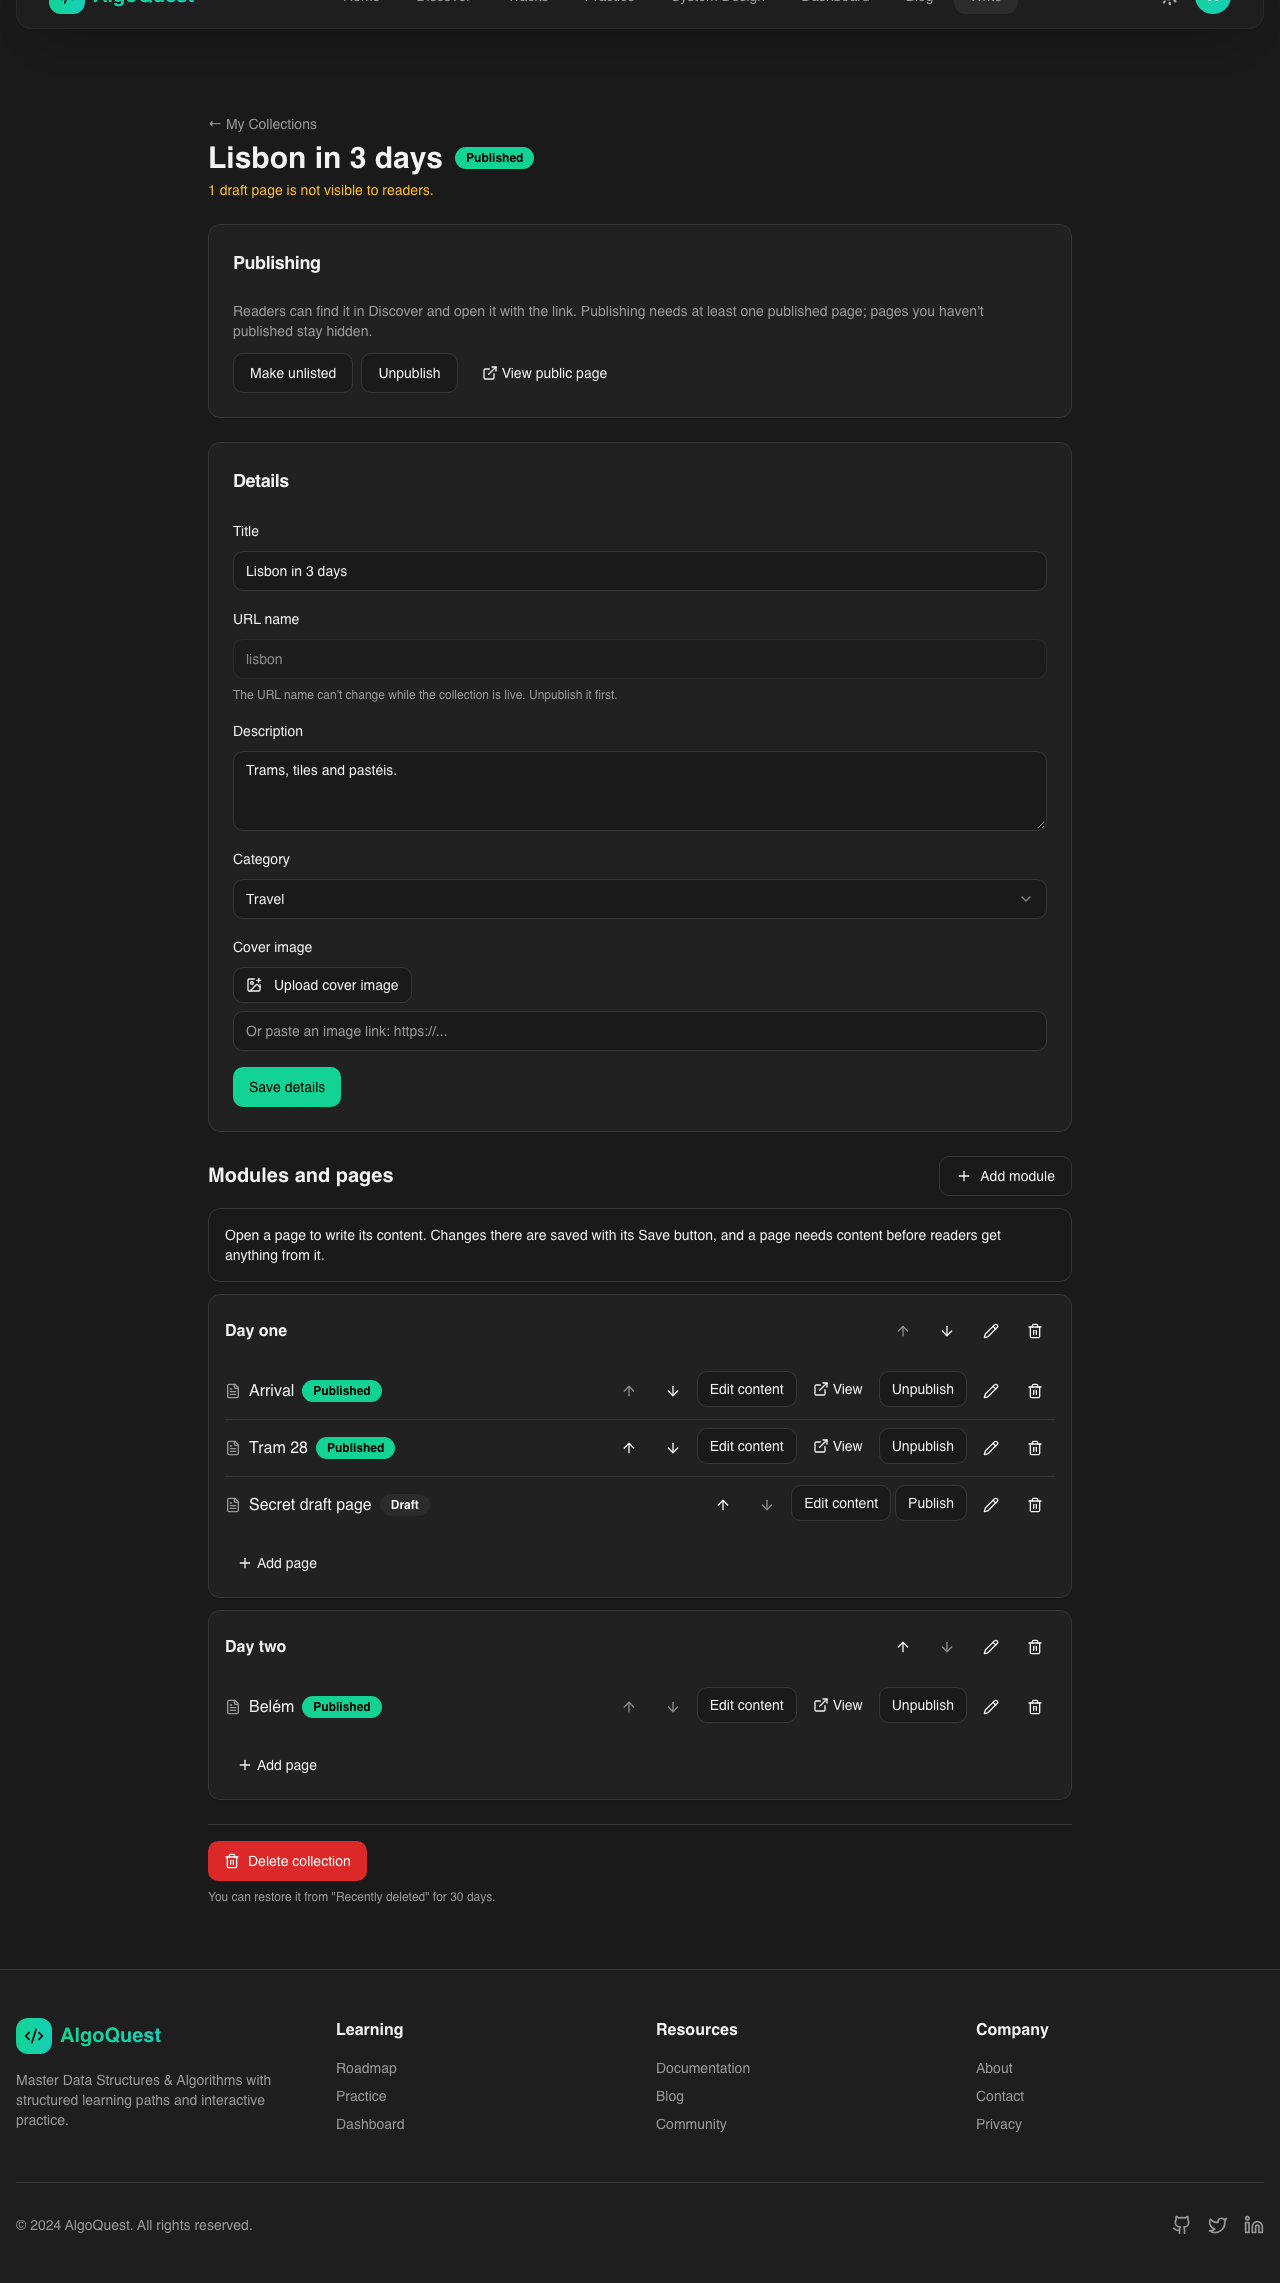 ← My Collections
Lisbon in 3 days Published
1 draft page is not visible to readers.
Publishing
Readers can find it in Discover and open it with the link. Publishing needs at least one published page; pages you haven't
published stay hidden.
Make unlisted Unpublish View public page
Details
Title
Lisbon in 3 days
URL name
lisbon
The URL name can't change while the collection is live. Unpublish it first.
Description
Trams, tiles and pastéis.
Category
Travel
Cover image
Upload cover image
Or paste an image link: https://...
Save details
Modules and pages Add module
Open a page to write its content. Changes there are saved with its Save button, and a page needs content before readers get
anything from it.
Day one
Arrival Published Edit content View Unpublish
Tram 28 Published Edit content View Unpublish
Secret draft page Draft Edit content Publish
Add page
Day two
Belém Published Edit content View Unpublish
Add page
Delete collection
You can restore it from "Recently deleted" for 30 days.
AlgoQuest
Master Data Structures & Algorithms with
structured learning paths and interactive
practice.
Learning
Roadmap
Practice
Dashboard
Resources
Documentation
Blog
Community
Company
About
Contact
Privacy
© 2024 AlgoQuest. All rights reserved.